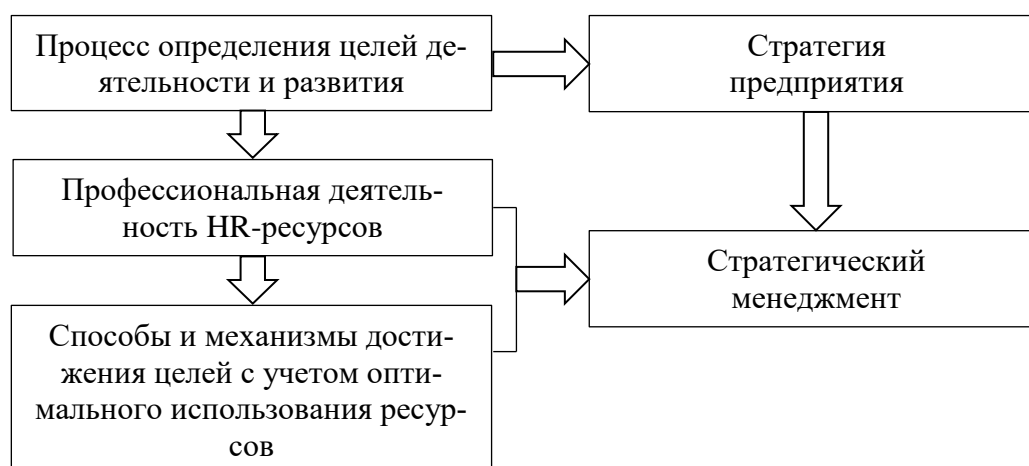 Процесс определения целей де-
ятельности и развития
Стратегия
предприятия
Профессиональная деятель-
ность HR-ресурсов
Стратегический
менеджмент
Способы и механизмы дости-
жения целей с учетом опти-
мального использования ресур-
сов